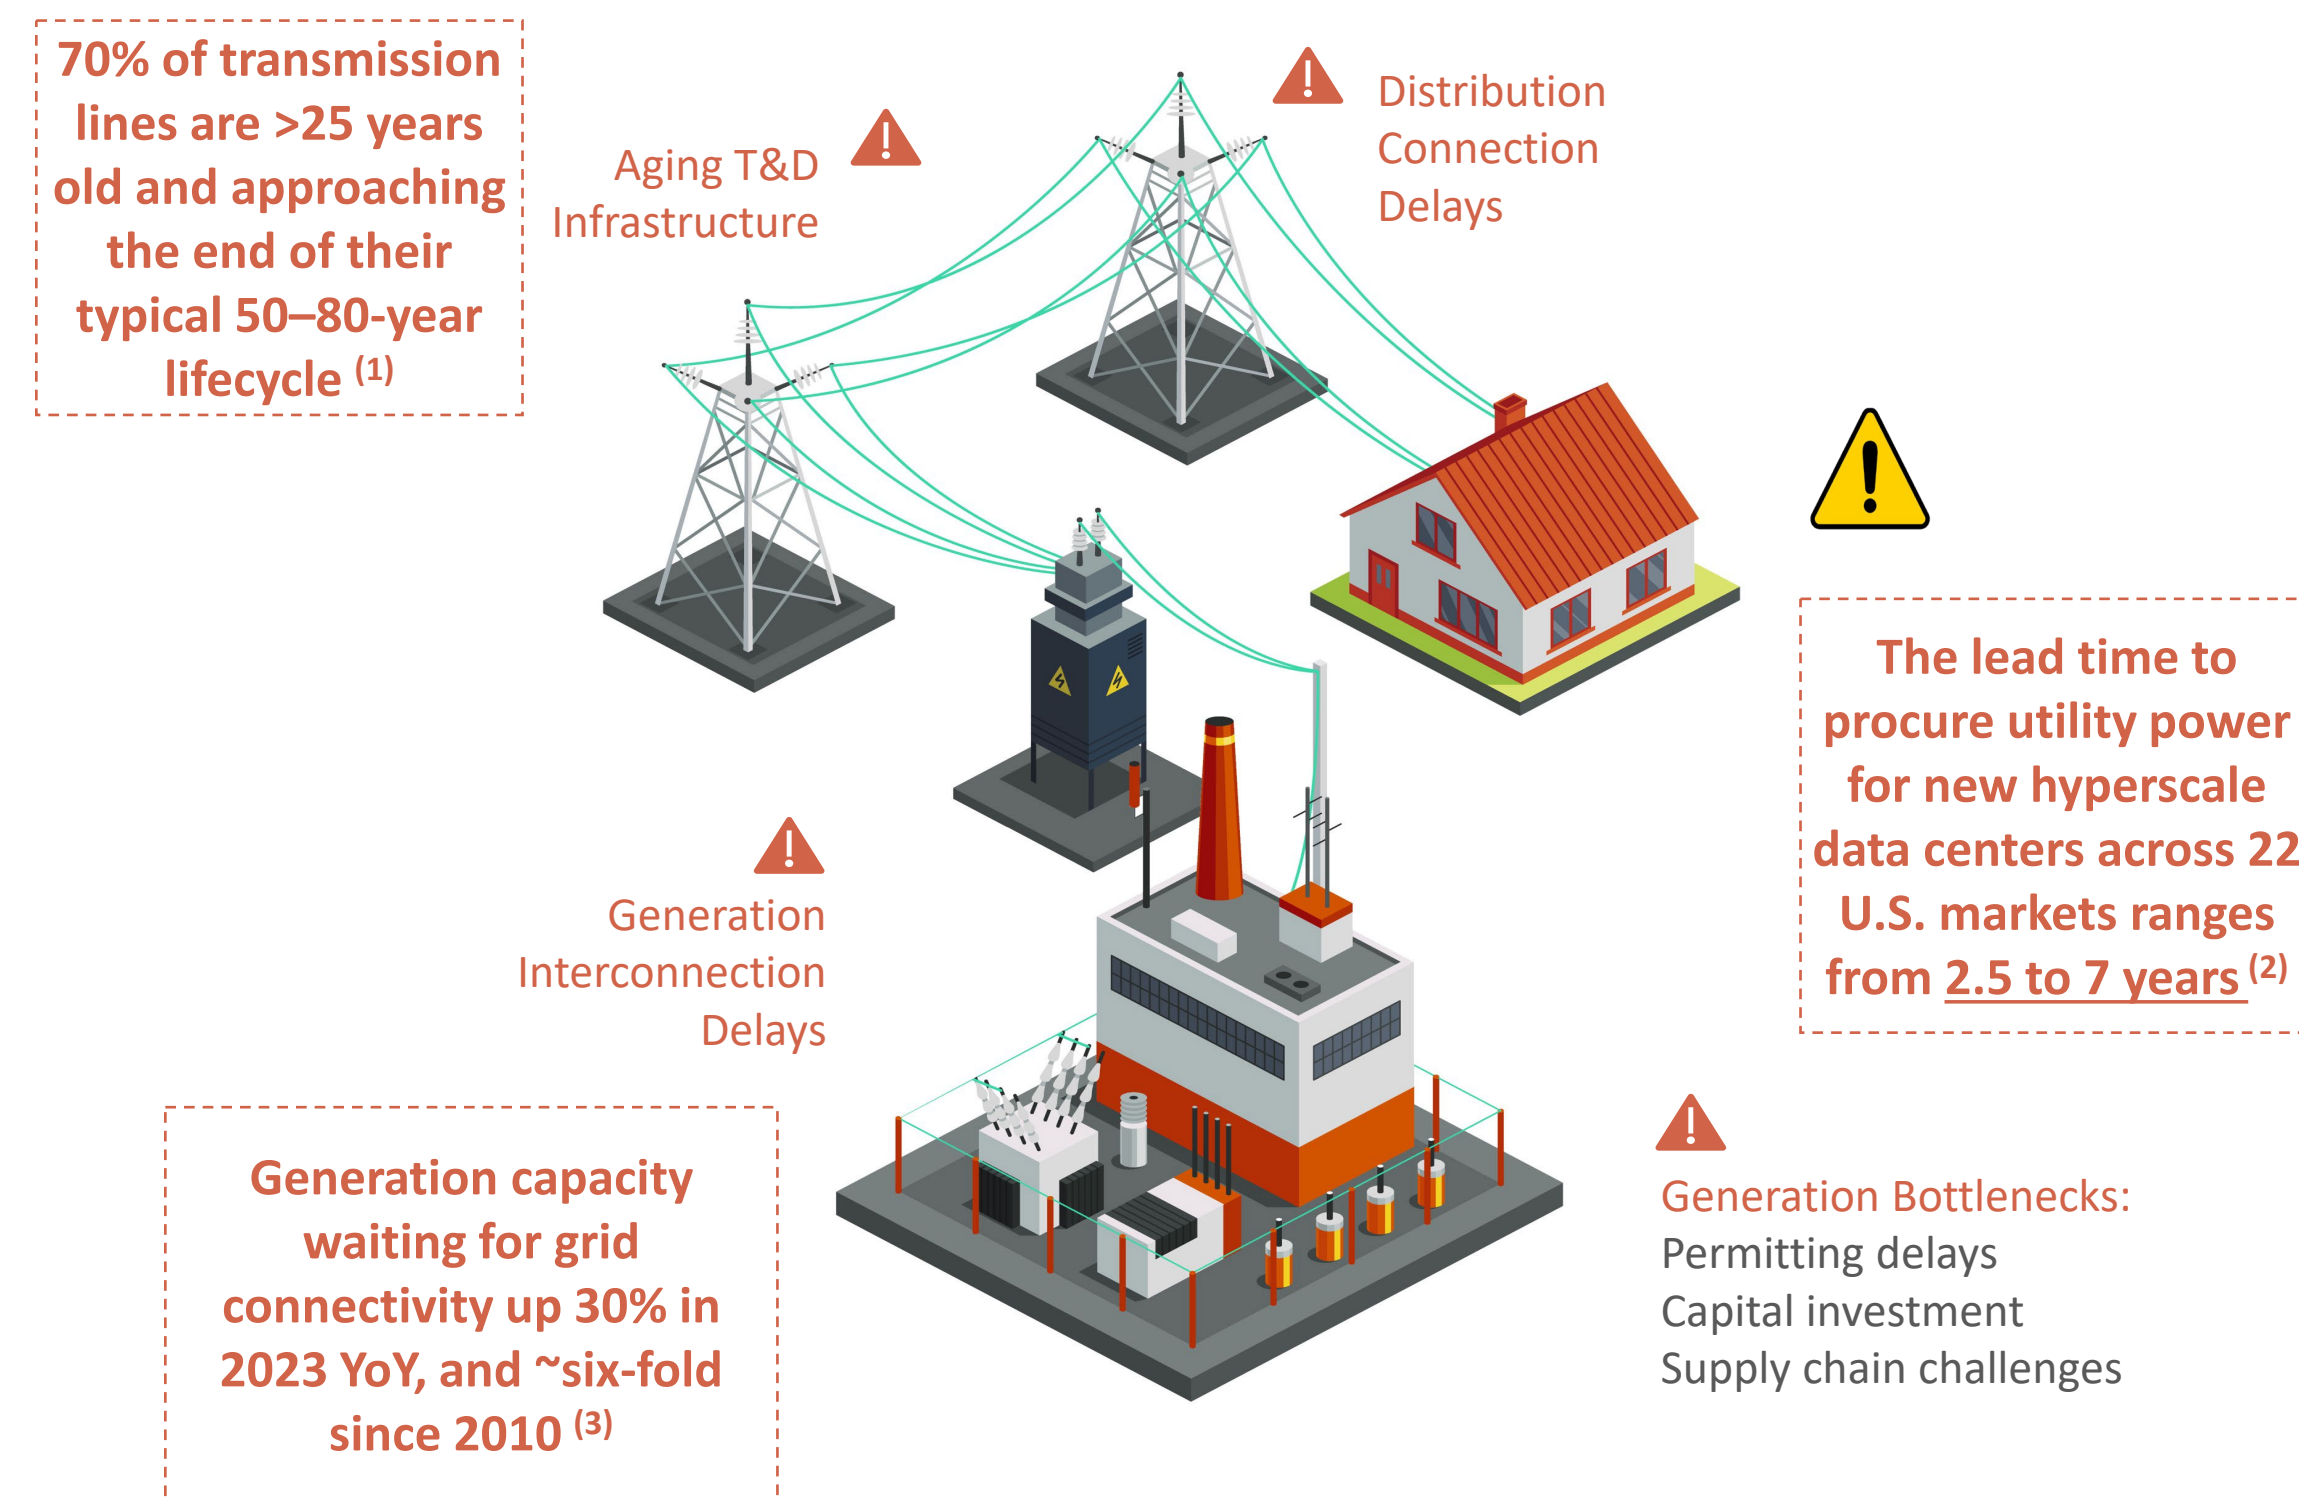 70% of transmission
lines are >25 years
old and approaching
the end of their
typical 50–80-year
lifecycle (1)
Aging T&D
Infrastructure
Distribution
Connection
Delays
The lead time to
procure utility power
for new hyperscale
data centers across 22
U.S. markets ranges
from 2.5 to 7 years (2)
Generation
Interconnection
Delays
Generation capacity
waiting for grid
connectivity up 30% in
2023 YoY, and ~six-fold
since 2010 (3)
Generation Bottlenecks:
Permitting delays
Capital investment
Supply chain challenges